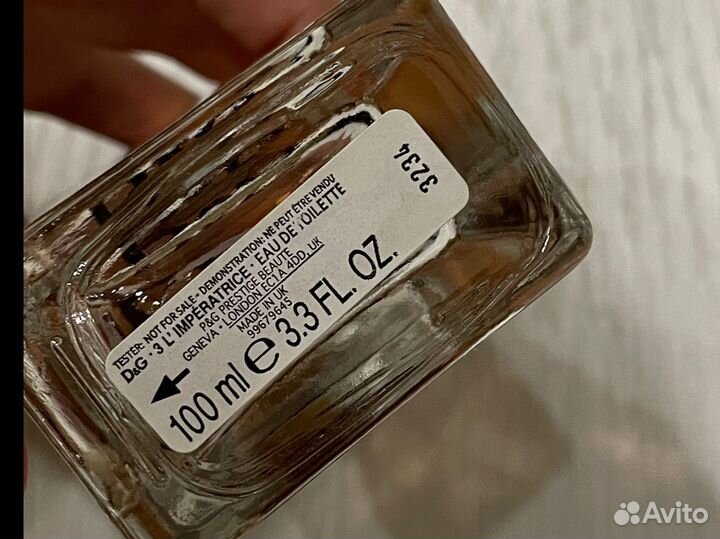 TESTER: NOT FOR SALE - DEMONSTRATION: NE PEUT ÊTRE VENDU
D&G · 3 L' IMPÉRATRICE · EAU DE TOILETTE
P&G PRESTIGE BEAUTÉ
GENEVA · LONDON EC1A 4DD, UK
MADE IN UK
99679645
100 ml e 3.3 FL. OZ.
3234
Avito